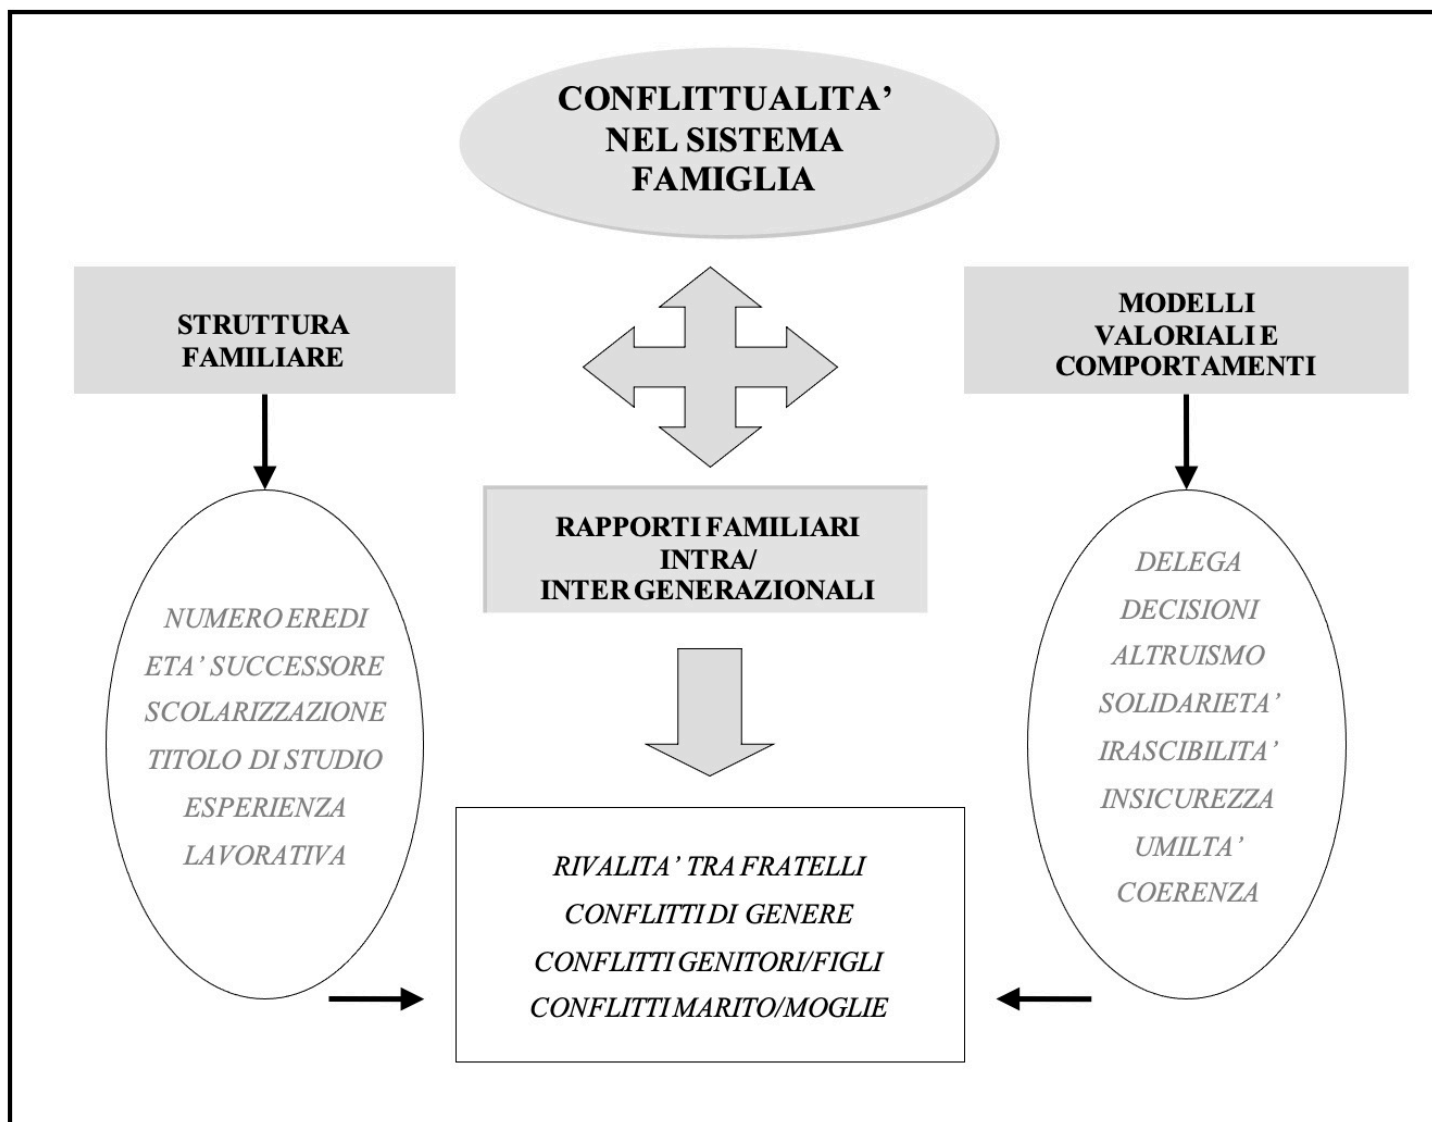 CONFLITTUALITA’
NEL SISTEMA
FAMIGLIA
STRUTTURA
FAMILIARE
MODELLI
VALORIALI E
COMPORTAMENTI
RAPPORTI FAMILIARI
INTRA/
INTER GENERAZIONALI
NUMERO EREDI
ETA’ SUCCESSORE
SCOLARIZZAZIONE
TITOLO DI STUDIO
ESPERIENZA
LAVORATIVA
DELEGA
DECISIONI
ALTRUISMO
SOLIDARIETA’
IRASCIBILITA’
INSICUREZZA
UMILTA’
COERENZA
RIVALITA’ TRA FRATELLI
CONFLITTI DI GENERE
CONFLITTI GENITORI/FIGLI
CONFLITTI MARITO/MOGLIE